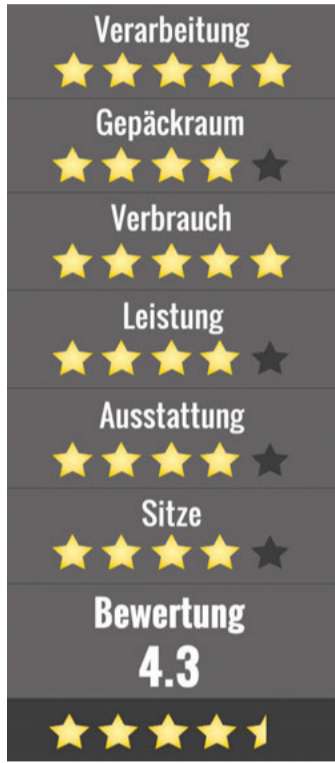 Verarbeitung
Gepäckraum
Verbrauch
Leistung
Ausstattung
Sitze
Bewertung
4.3